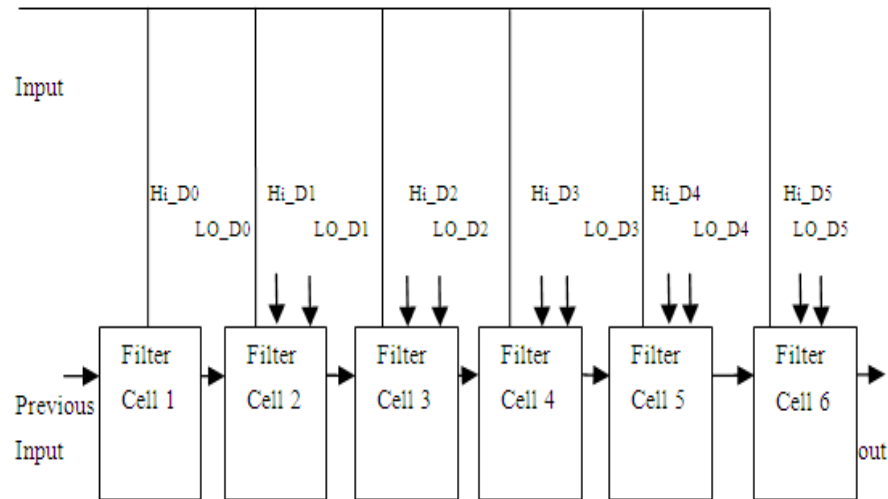 Input
Hi_D0 Hi_D1 Hi_D2 Hi_D3 Hi_D4 Hi_D5
LO_D0 LO_D1 LO_D2 LO_D3 LO_D4 LO_D5
Filter Filter Filter Filter Filter Filter
Cell 1 Cell 2 Cell 3 Cell 4 Cell 5 Cell 6
Previous
Input out